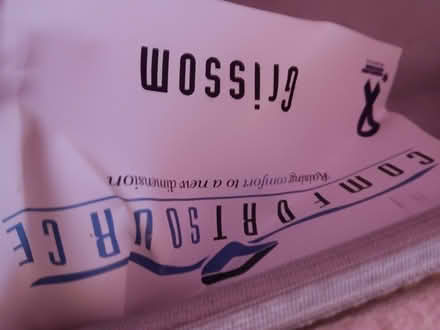 COMFORTSOURCE
Raising comfort to a new dimension
Grissom